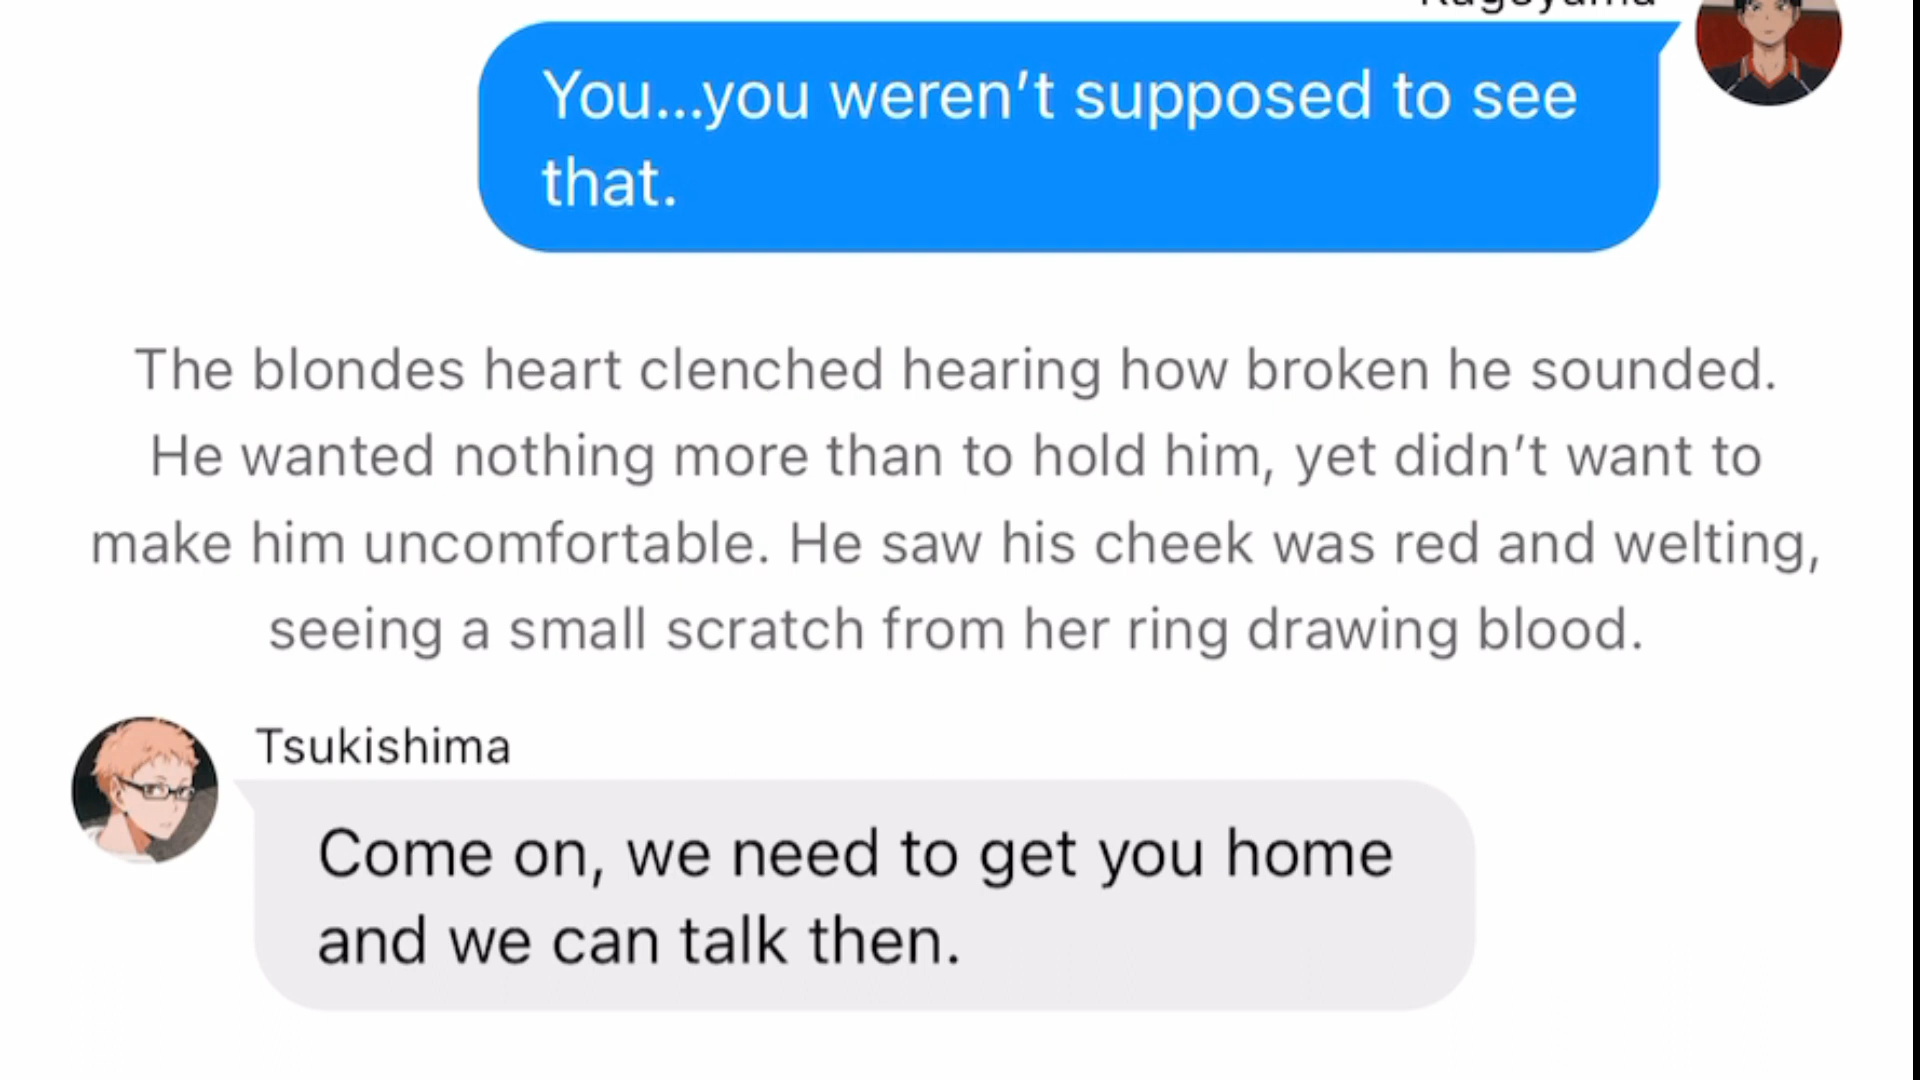 Kageyama
You...you weren't supposed to see
that.
The blondes heart clenched hearing how broken he sounded.
He wanted nothing more than to hold him, yet didn't want to
make him uncomfortable. He saw his cheek was red and welting,
seeing a small scratch from her ring drawing blood.
Tsukishima
Come on, we need to get you home
and we can talk then.